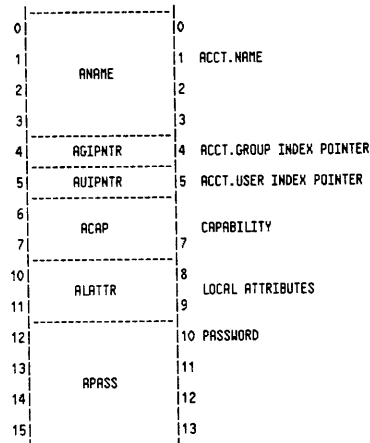 0 0
1 1 ACCT.NAME
ANAME
2 2
3 3
4 AGIPNTR 4 ACCT.GROUP INDEX POINTER
5 AUIPNTR 5 ACCT.USER INDEX POINTER
6
ACAP CAPABILITY
7 7
10 8
ALATTR LOCAL ATTRIBUTES
11 9
12 10 PASSWORD
13 11
APASS
14 12
15 13